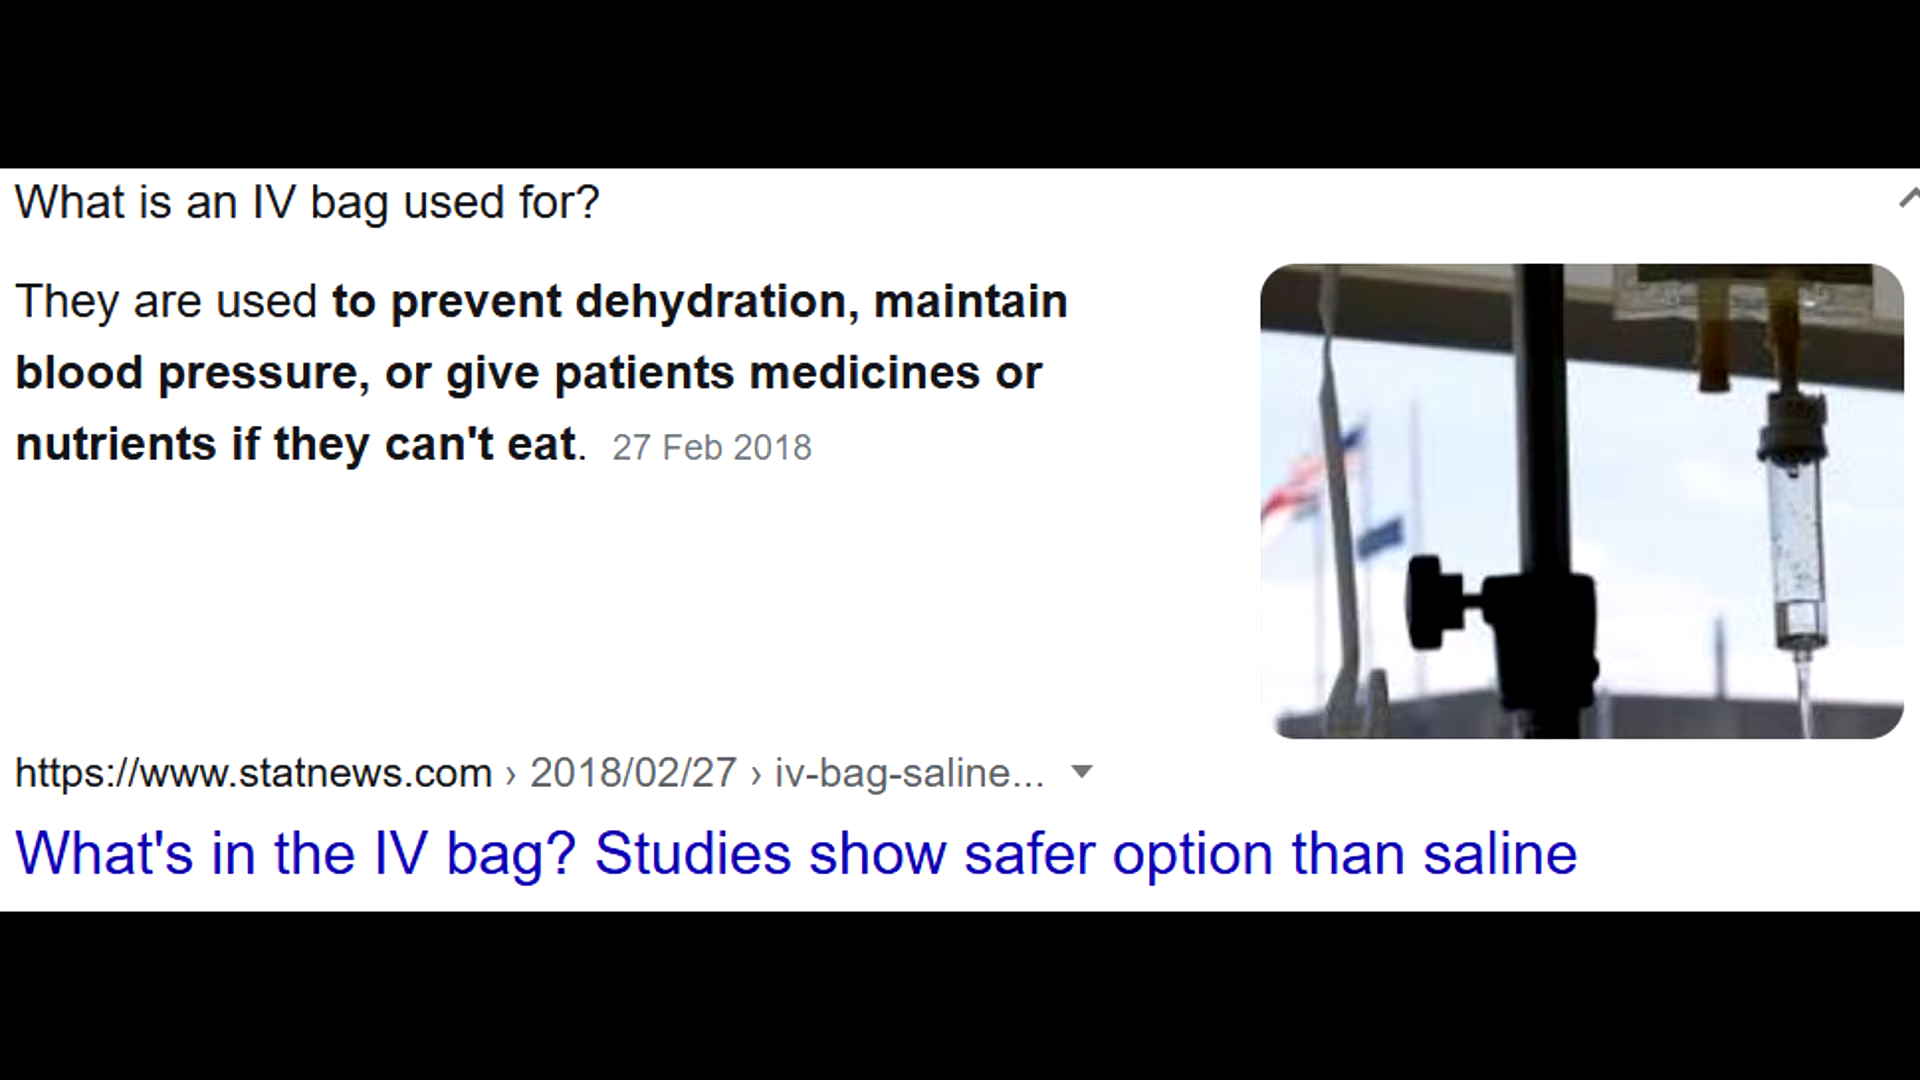 What is an IV bag used for?
They are used to prevent dehydration, maintain
blood pressure, or give patients medicines or
nutrients if they can't eat. 27 Feb 2018
https://www.statnews.com › 2018/02/27 › iv-bag-saline...
What's in the IV bag? Studies show safer option than saline